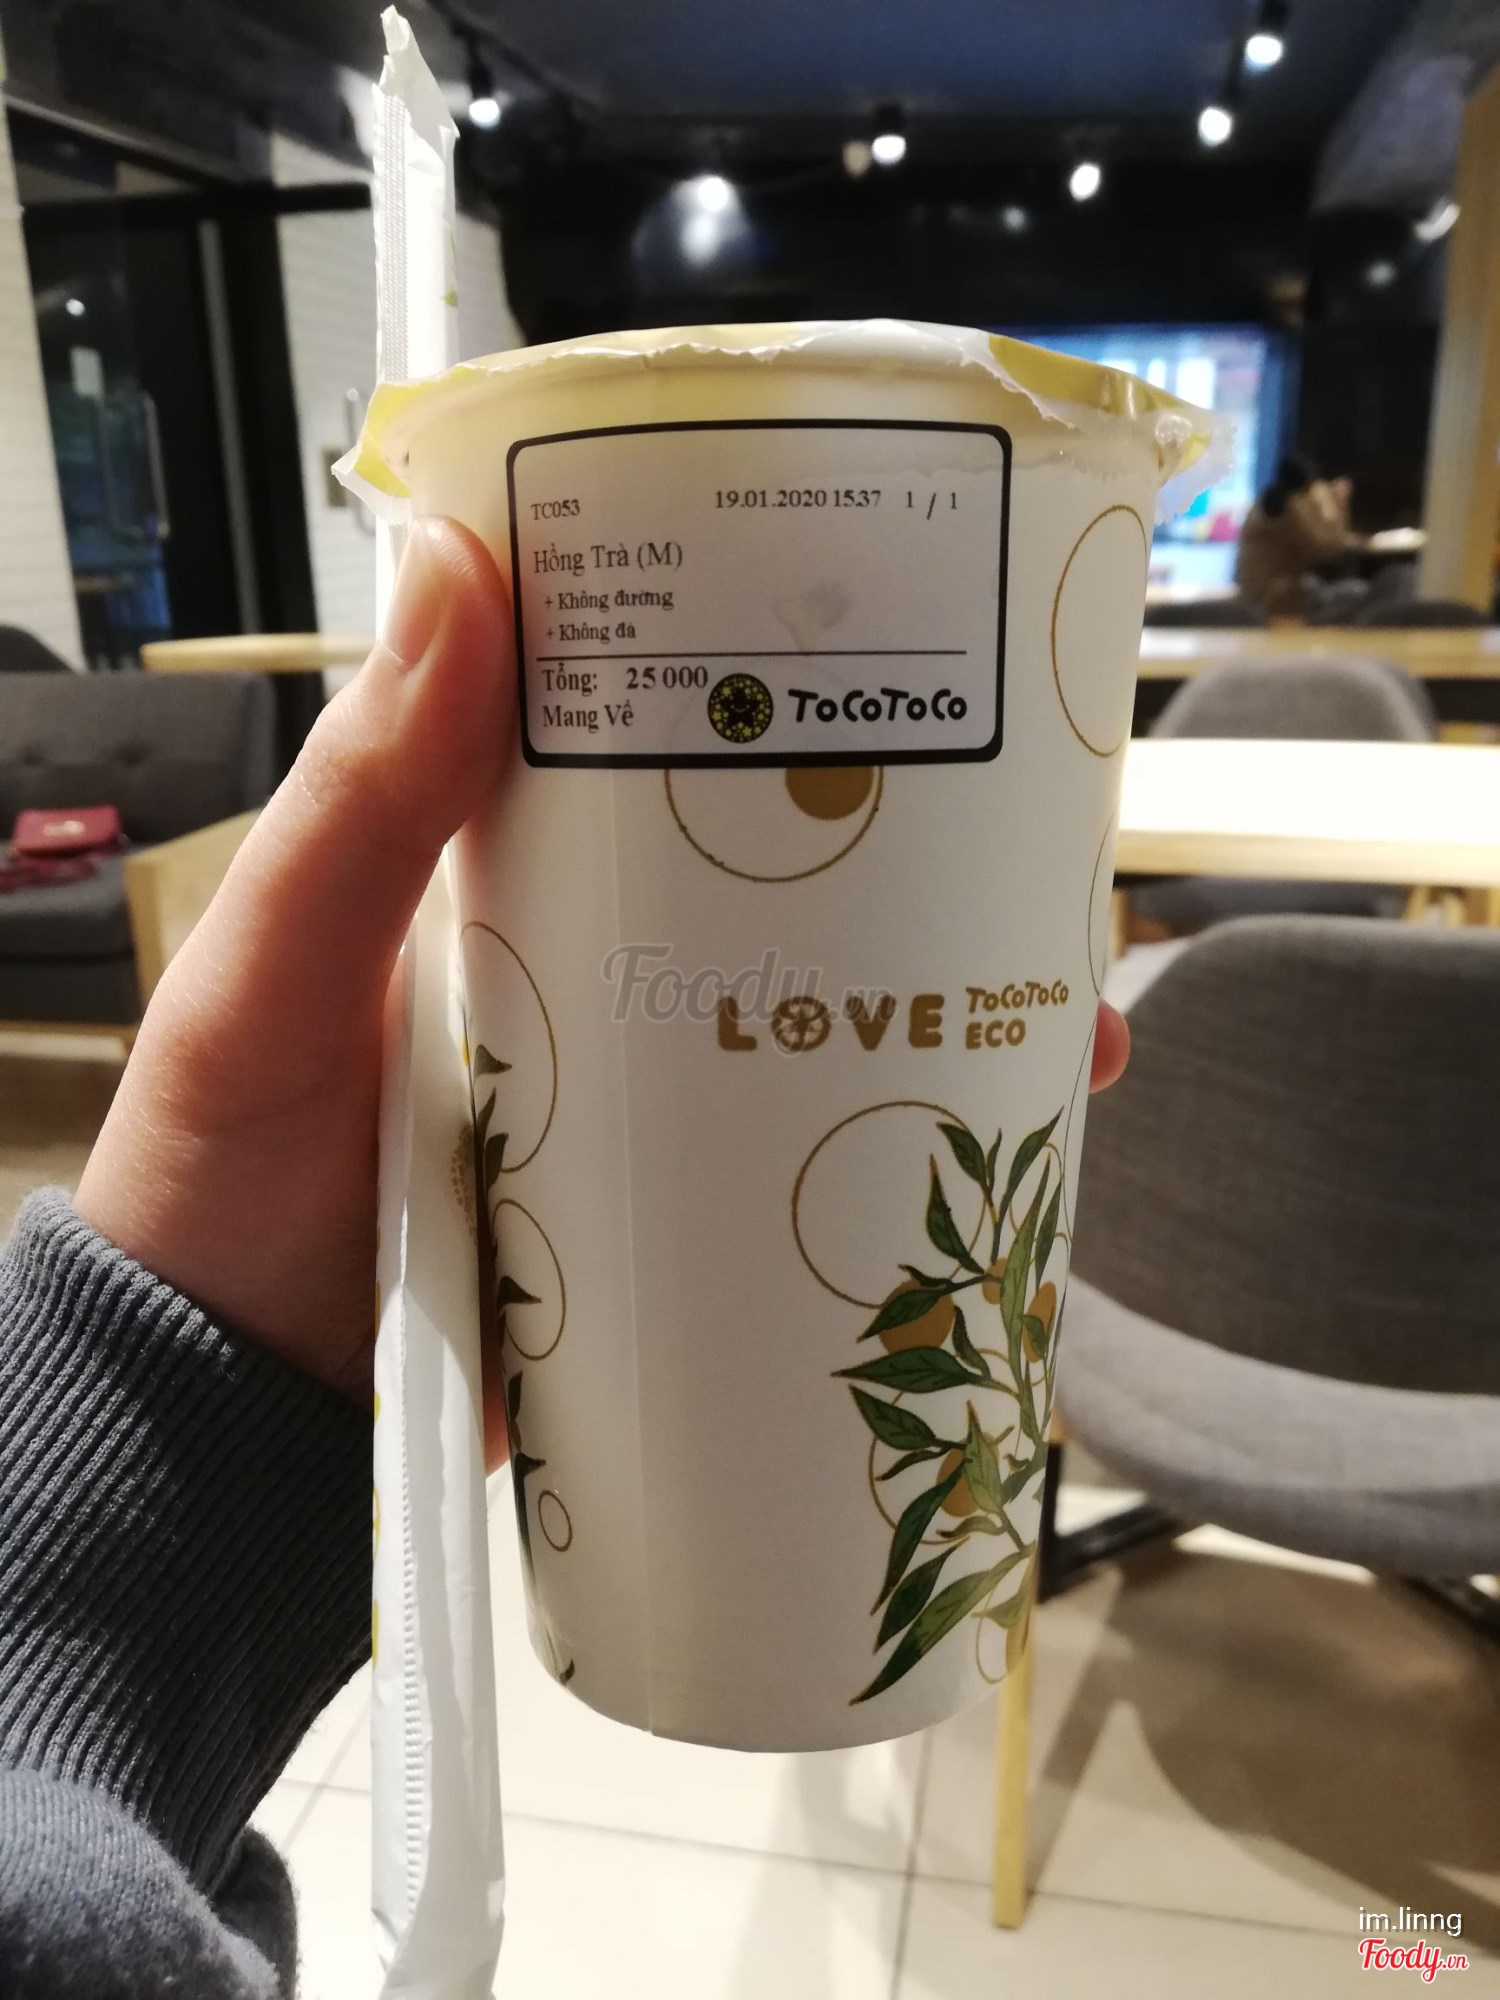 TC053 19.01.2020 15:37 1 / 1
Hồng Trà (M)
+ Không đường
+ Không đá
Tổng: 25 000
Mang Về
ToCoToCo
Foody.vn
LOVE ToCoToCo
ECO
im.linng
Foody.vn